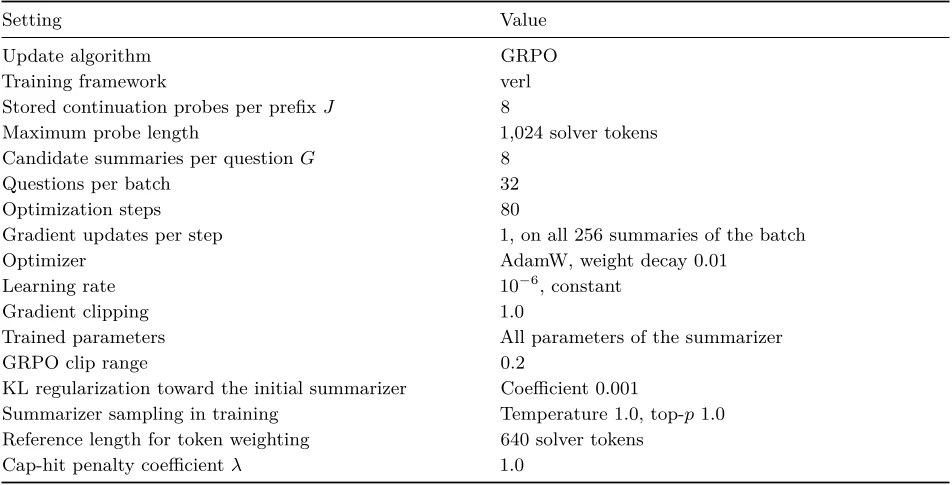 Setting Value
Update algorithm GRPO
Training framework verl
Stored continuation probes per prefix J 8
Maximum probe length 1,024 solver tokens
Candidate summaries per question G 8
Questions per batch 32
Optimization steps 80
Gradient updates per step 1, on all 256 summaries of the batch
Optimizer AdamW, weight decay 0.01
Learning rate 10⁻⁶, constant
Gradient clipping 1.0
Trained parameters All parameters of the summarizer
GRPO clip range 0.2
KL regularization toward the initial summarizer Coefficient 0.001
Summarizer sampling in training Temperature 1.0, top-p 1.0
Reference length for token weighting 640 solver tokens
Cap-hit penalty coefficient λ 1.0